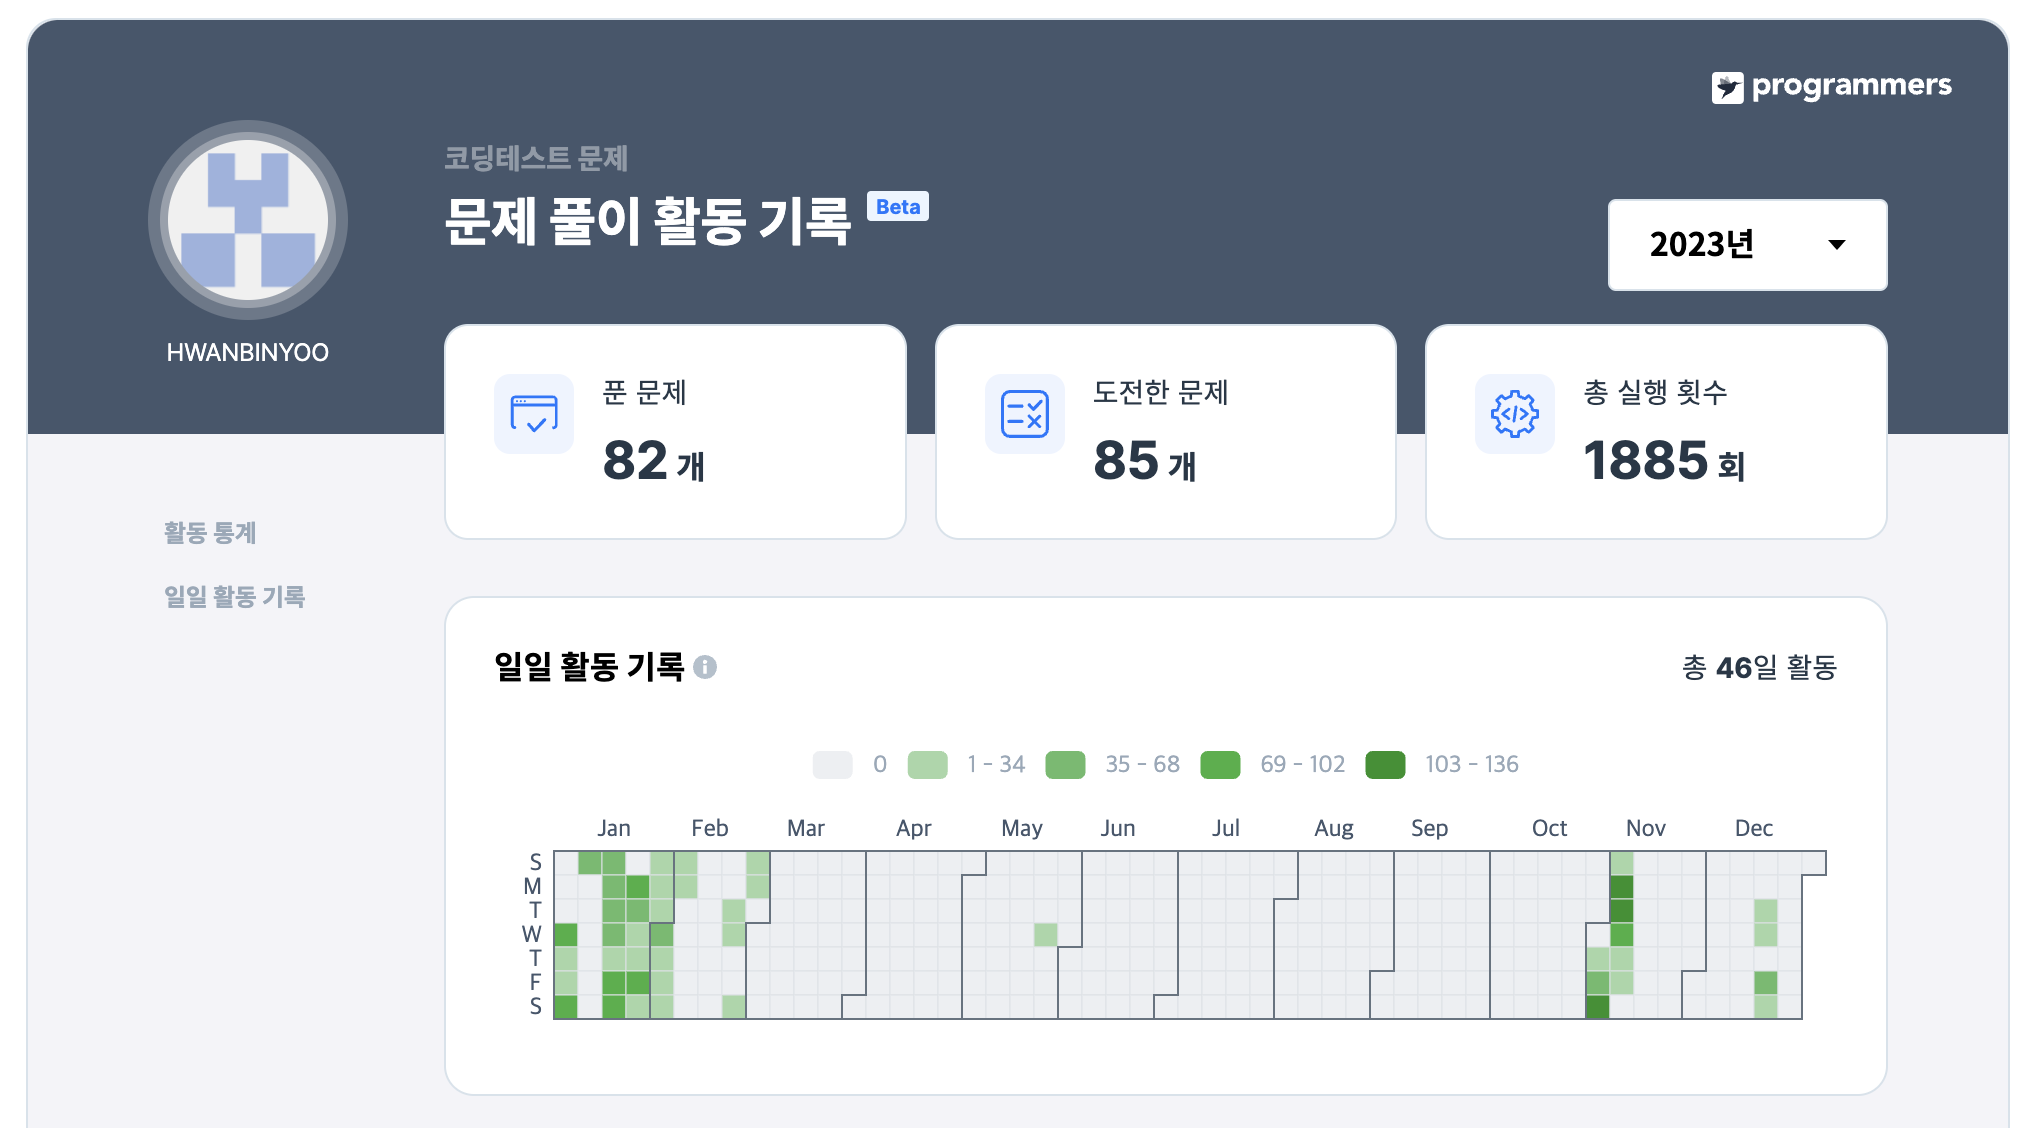 programmers
코딩테스트 문제
문제 풀이 활동 기록 Beta
2023년
HWANBINYOO
푼 문제
82 개
도전한 문제
85 개
총 실행 횟수
1885 회
활동 통계
일일 활동 기록
일일 활동 기록
총 46일 활동
0 1 - 34 35 - 68 69 - 102 103 - 136
Jan Feb Mar Apr May Jun Jul Aug Sep Oct Nov Dec
S
M
T
W
T
F
S